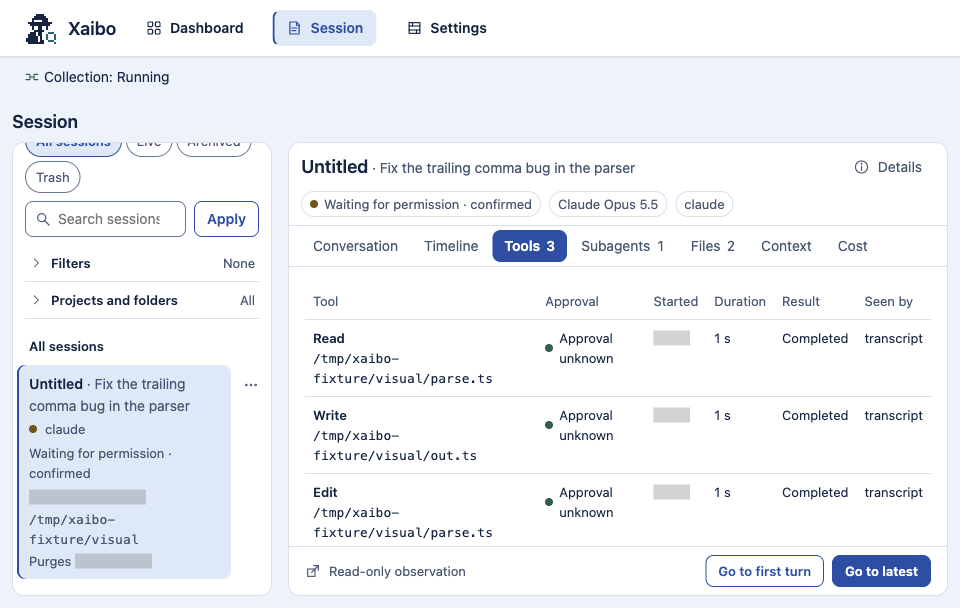 Xaibo
Dashboard
Session
Settings
Collection: Running
Session
All sessions
Live
Archived
Trash
Search sessions
Apply
Filters
None
Projects and folders
All
All sessions
Untitled · Fix the trailing
comma bug in the parser
claude
Waiting for permission ·
confirmed
/tmp/xaibo-
fixture/visual
Purges
Untitled · Fix the trailing comma bug in the parser
Details
Waiting for permission · confirmed
Claude Opus 5.5
claude
Conversation
Timeline
Tools 3
Subagents 1
Files 2
Context
Cost
Tool
Approval
Started
Duration
Result
Seen by
Read
/tmp/xaibo-
fixture/visual/parse.ts
Approval
unknown
1 s
Completed
transcript
Write
/tmp/xaibo-
fixture/visual/out.ts
Approval
unknown
1 s
Completed
transcript
Edit
/tmp/xaibo-
fixture/visual/parse.ts
Approval
unknown
1 s
Completed
transcript
Read-only observation
Go to first turn
Go to latest